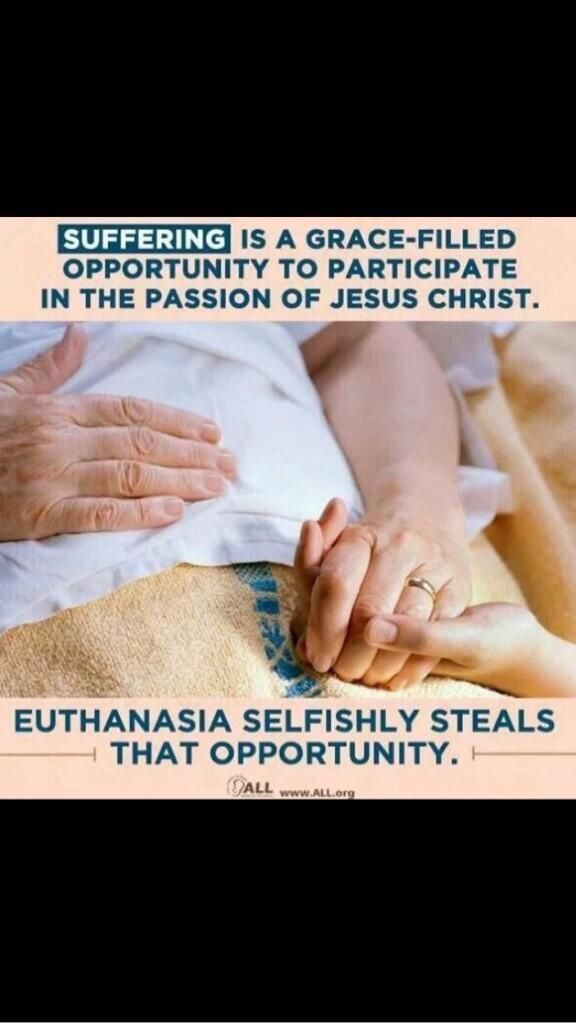 SUFFERING IS A GRACE-FILLED
OPPORTUNITY TO PARTICIPATE
IN THE PASSION OF JESUS CHRIST.
EUTHANASIA SELFISHLY STEALS
THAT OPPORTUNITY.
ALL www.ALL.org